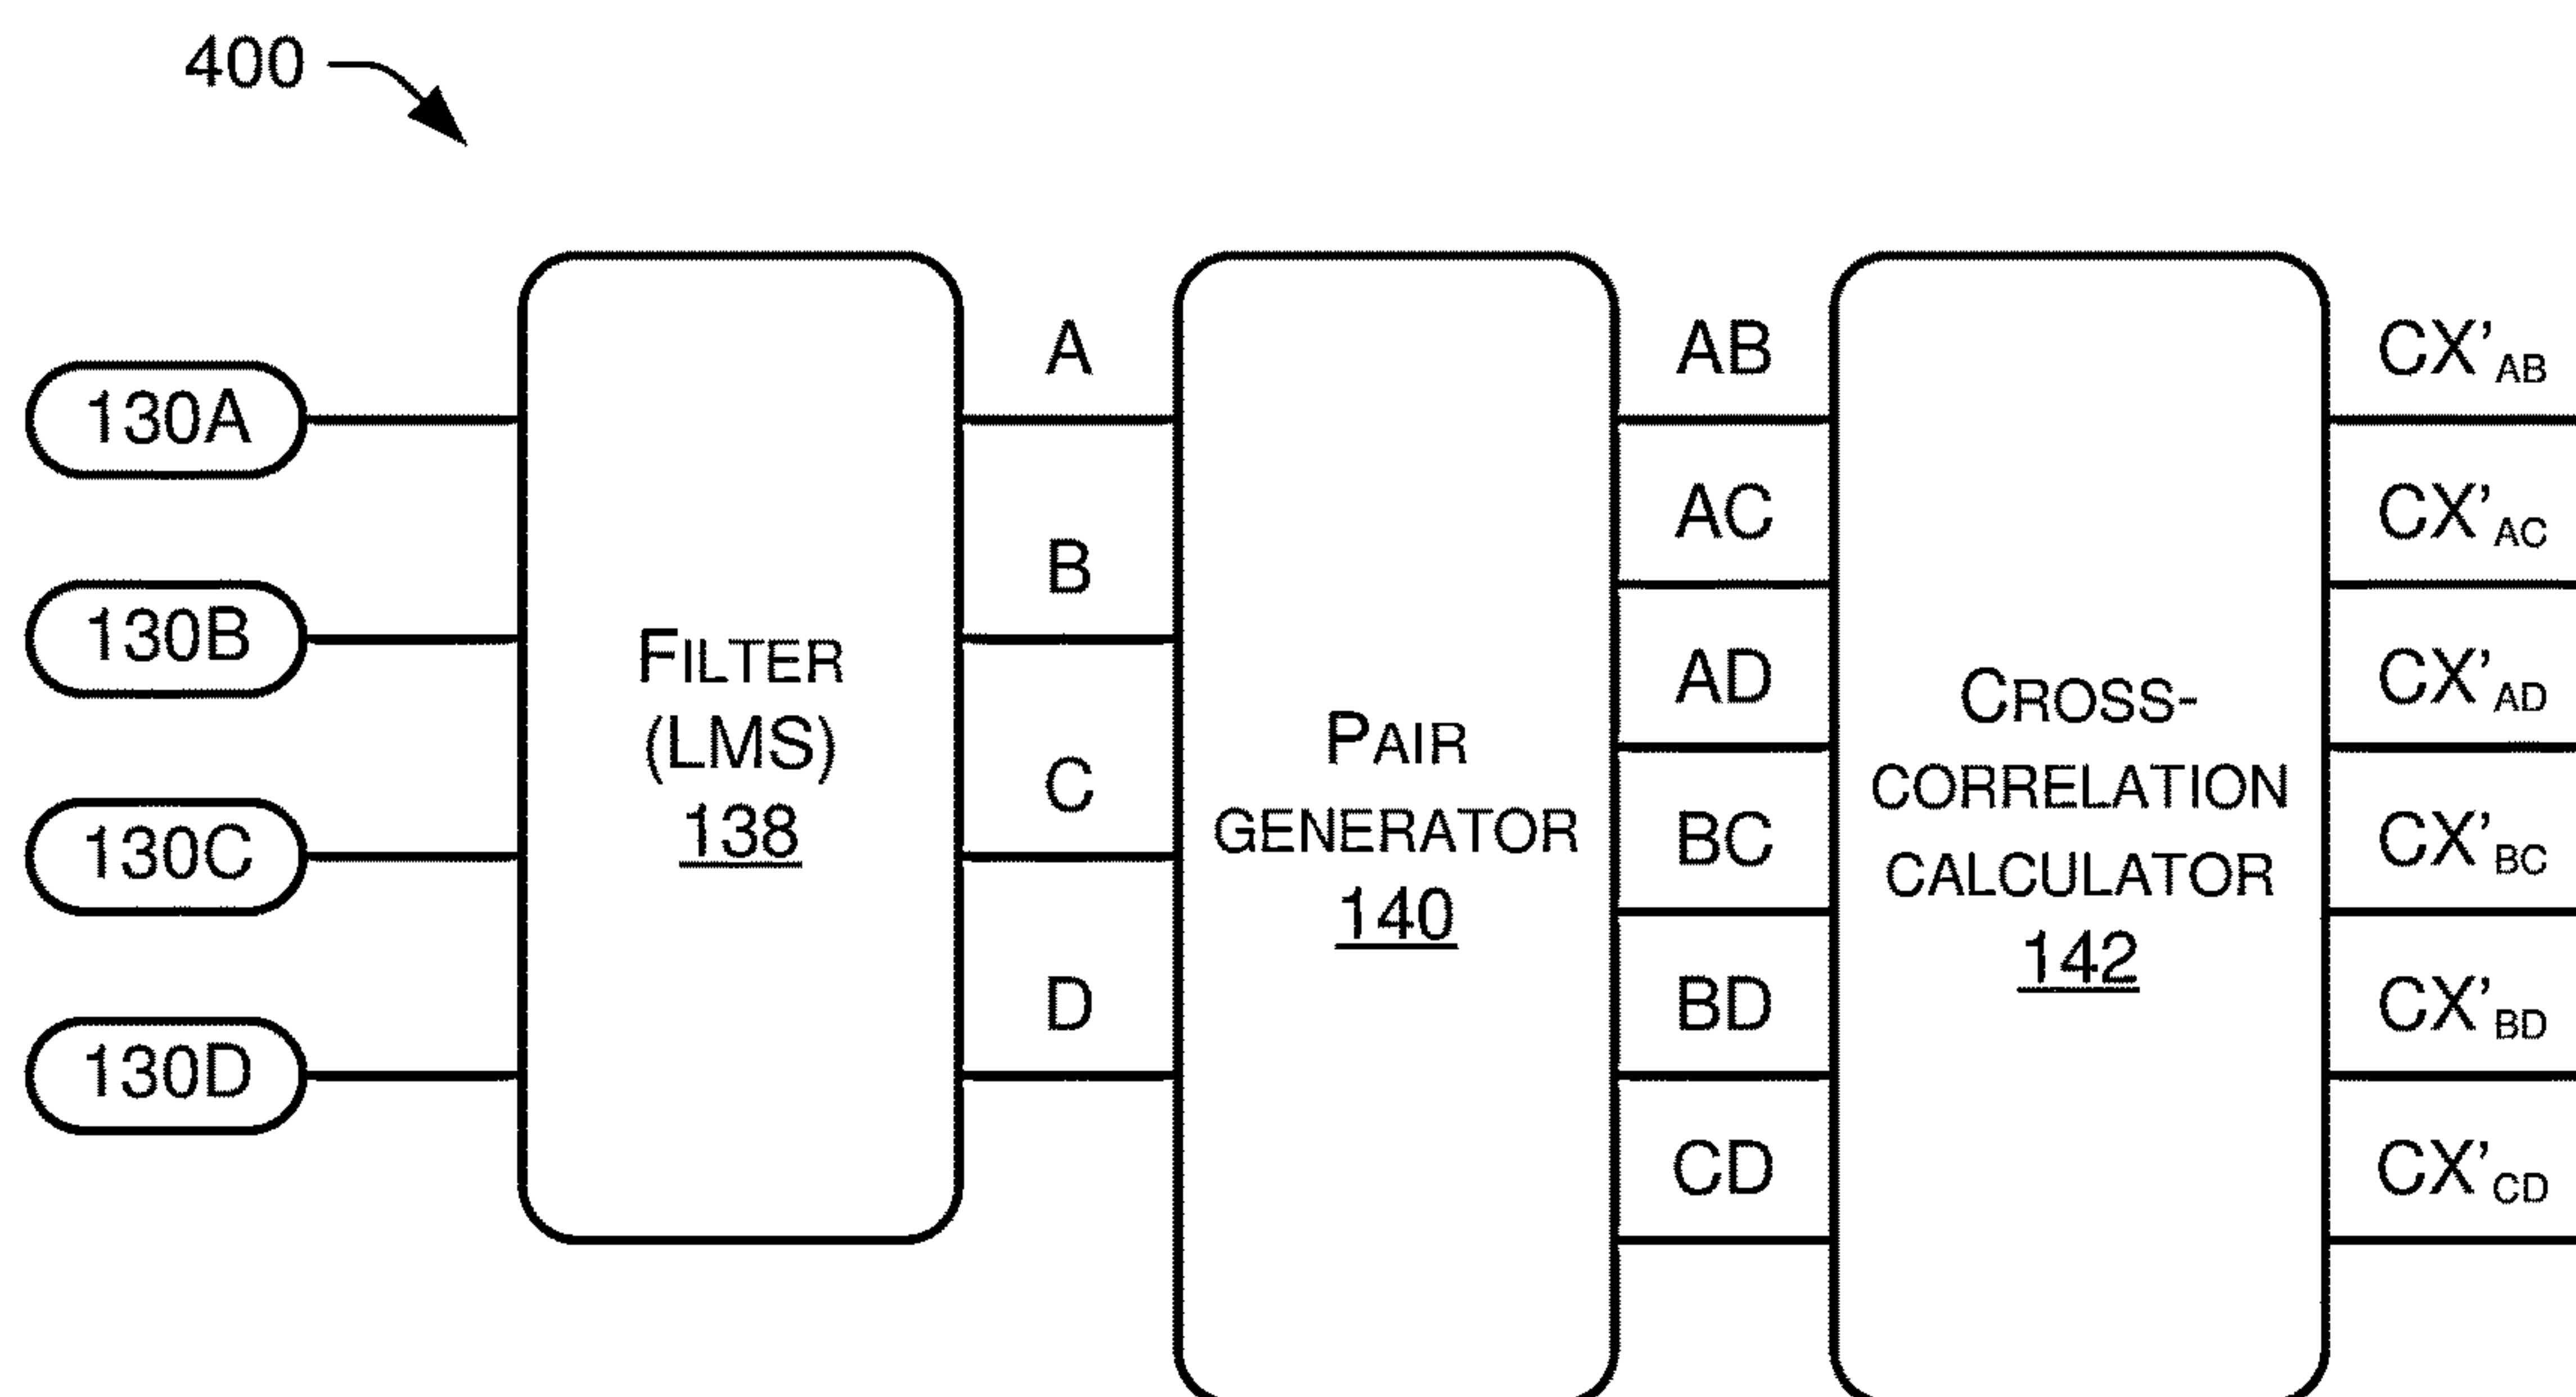 400
130A
130B
130C
130D
FILTER
(LMS)
138
A
B
C
D
PAIR
GENERATOR
140
AB
AC
AD
BC
BD
CD
CROSS-
CORRELATION
CALCULATOR
142
CX'AB
CX'AC
CX'AD
CX'BC
CX'BD
CX'CD